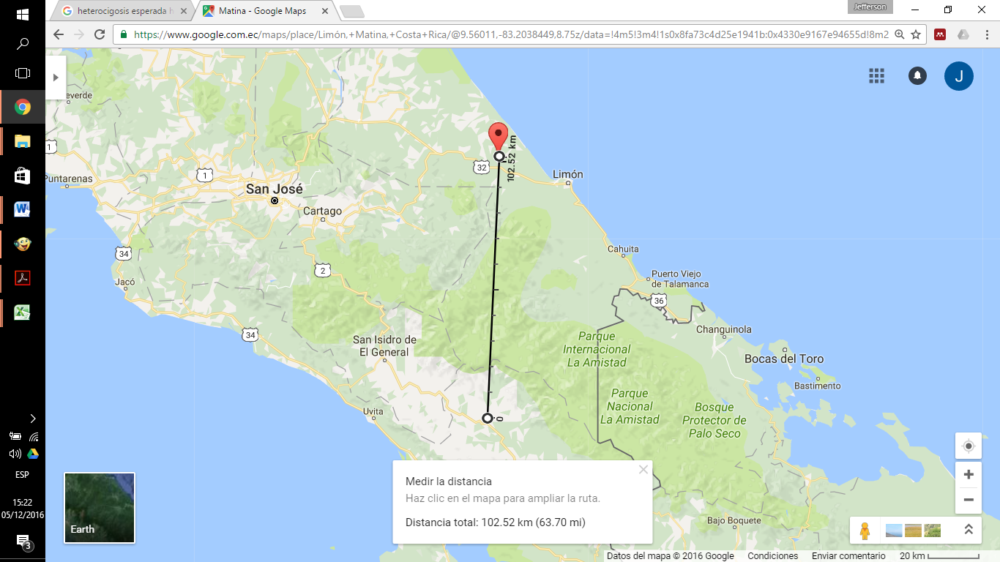 heterocigosis esperada h
Matina - Google Maps
Jefferson
https://www.google.com.ec/maps/place/Limón,+Matina,+Costa+Rica/@9.56011,-83.2038449,8.75z/data=!4m5!3m4!1s0x8fa73c4d25e1941b:0x4330e9167e94655d!8m2
J
everde
1
32
102.52 km
Limón
1
Puntarenas
San José
Cartago
34
2
Jacó
Cahuita
Puerto Viejo
de Talamanca
36
34
San Isidro de
El General
Parque
Internacional
La Amistad
Changuinola
Bocas del Toro
Bastimento
Parque
Nacional
La Amistad
Bosque
Protector de
Palo Seco
Uvita
0
Medir la distancia
Haz clic en el mapa para ampliar la ruta.
Distancia total: 102.52 km (63.70 mi)
Bajo Boquete
Earth
ESP
15:22
05/12/2016
3
Datos del mapa © 2016 Google
Condiciones
Enviar comentario
20 km